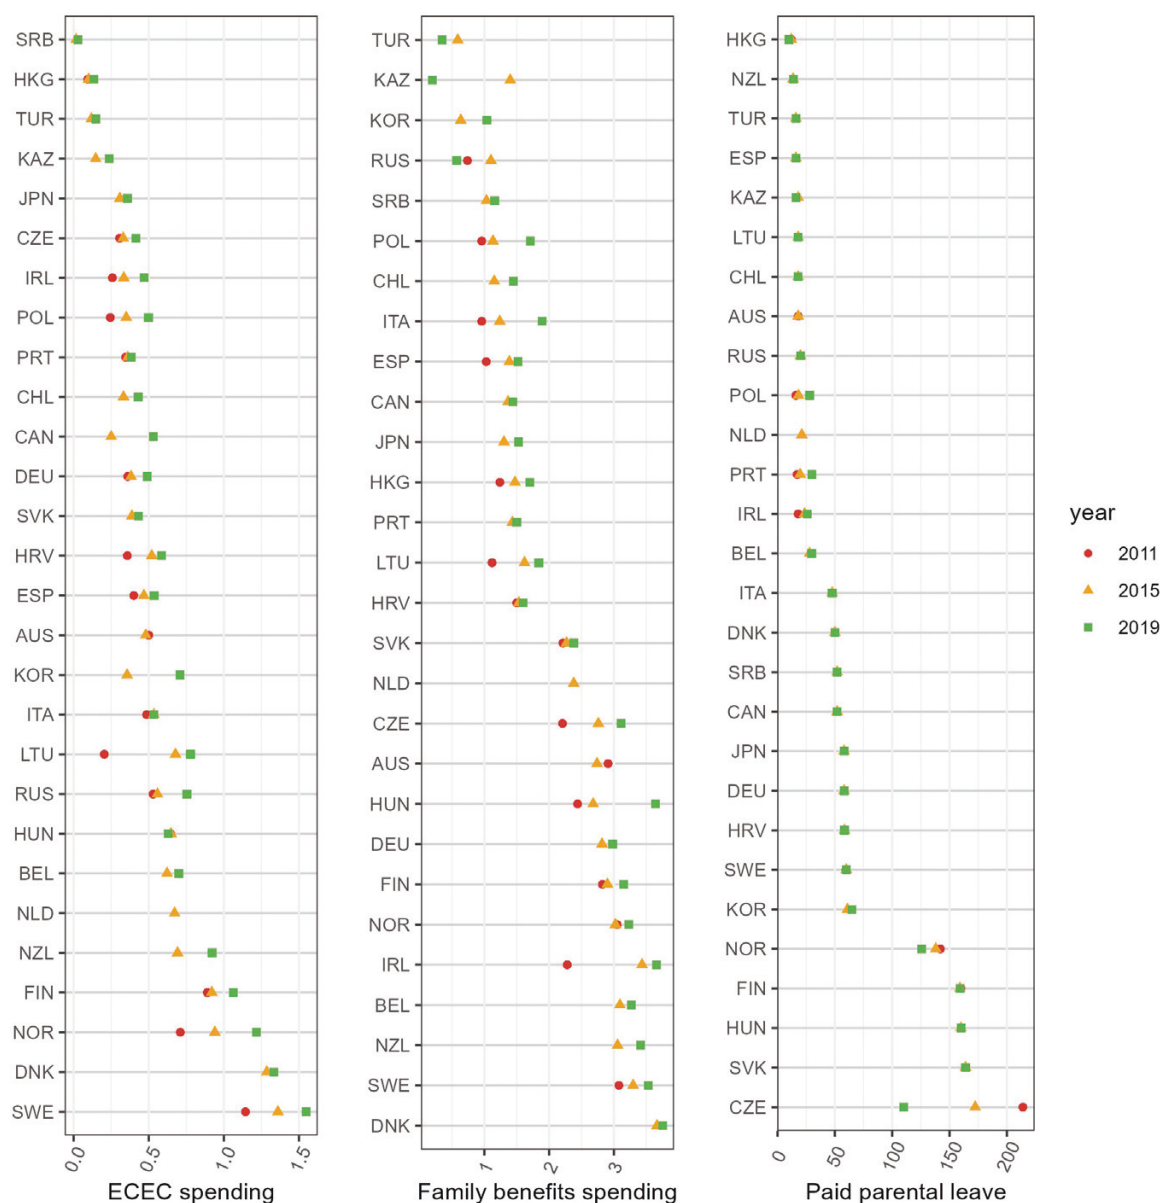 SRB
HKG
TUR
KAZ
JPN
CZE
IRL
POL
PRT
CHL
CAN
DEU
SVK
HRV
ESP
AUS
KOR
ITA
LTU
RUS
HUN
BEL
NLD
NZL
FIN
NOR
DNK
SWE
0.0 0.5 1.0 1.5
ECEC spending
TUR
KAZ
KOR
RUS
SRB
POL
CHL
ITA
ESP
CAN
JPN
HKG
PRT
LTU
HRV
SVK
NLD
CZE
AUS
HUN
DEU
FIN
NOR
IRL
BEL
NZL
SWE
DNK
1 2 3
Family benefits spending
HKG
NZL
TUR
ESP
KAZ
LTU
CHL
AUS
RUS
POL
NLD
PRT
IRL
BEL
ITA
DNK
SRB
CAN
JPN
DEU
HRV
SWE
KOR
NOR
FIN
HUN
SVK
CZE
0 50 100 150 200
Paid parental leave
year
2011
2015
2019